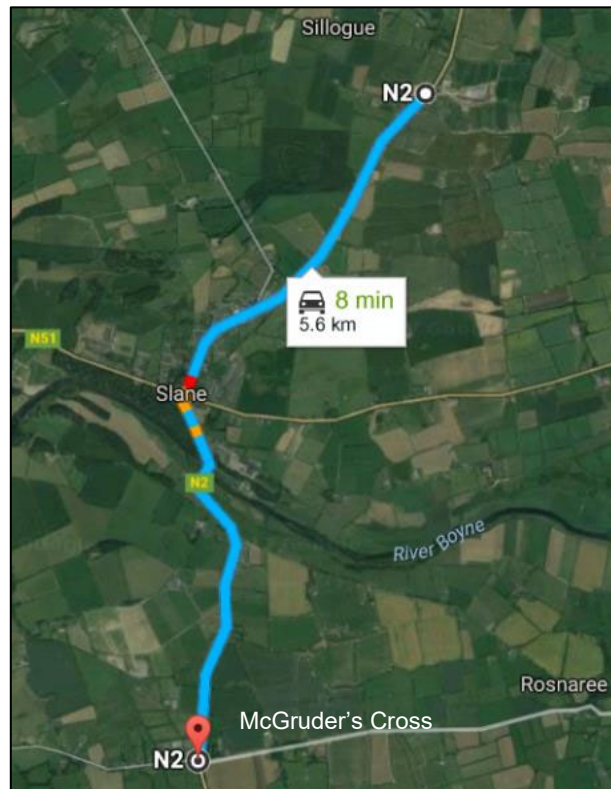 Sillogue
N2
8 min
5.6 km
N51
Slane
N2
River Boyne
Rosnaree
McGruder's Cross
N2